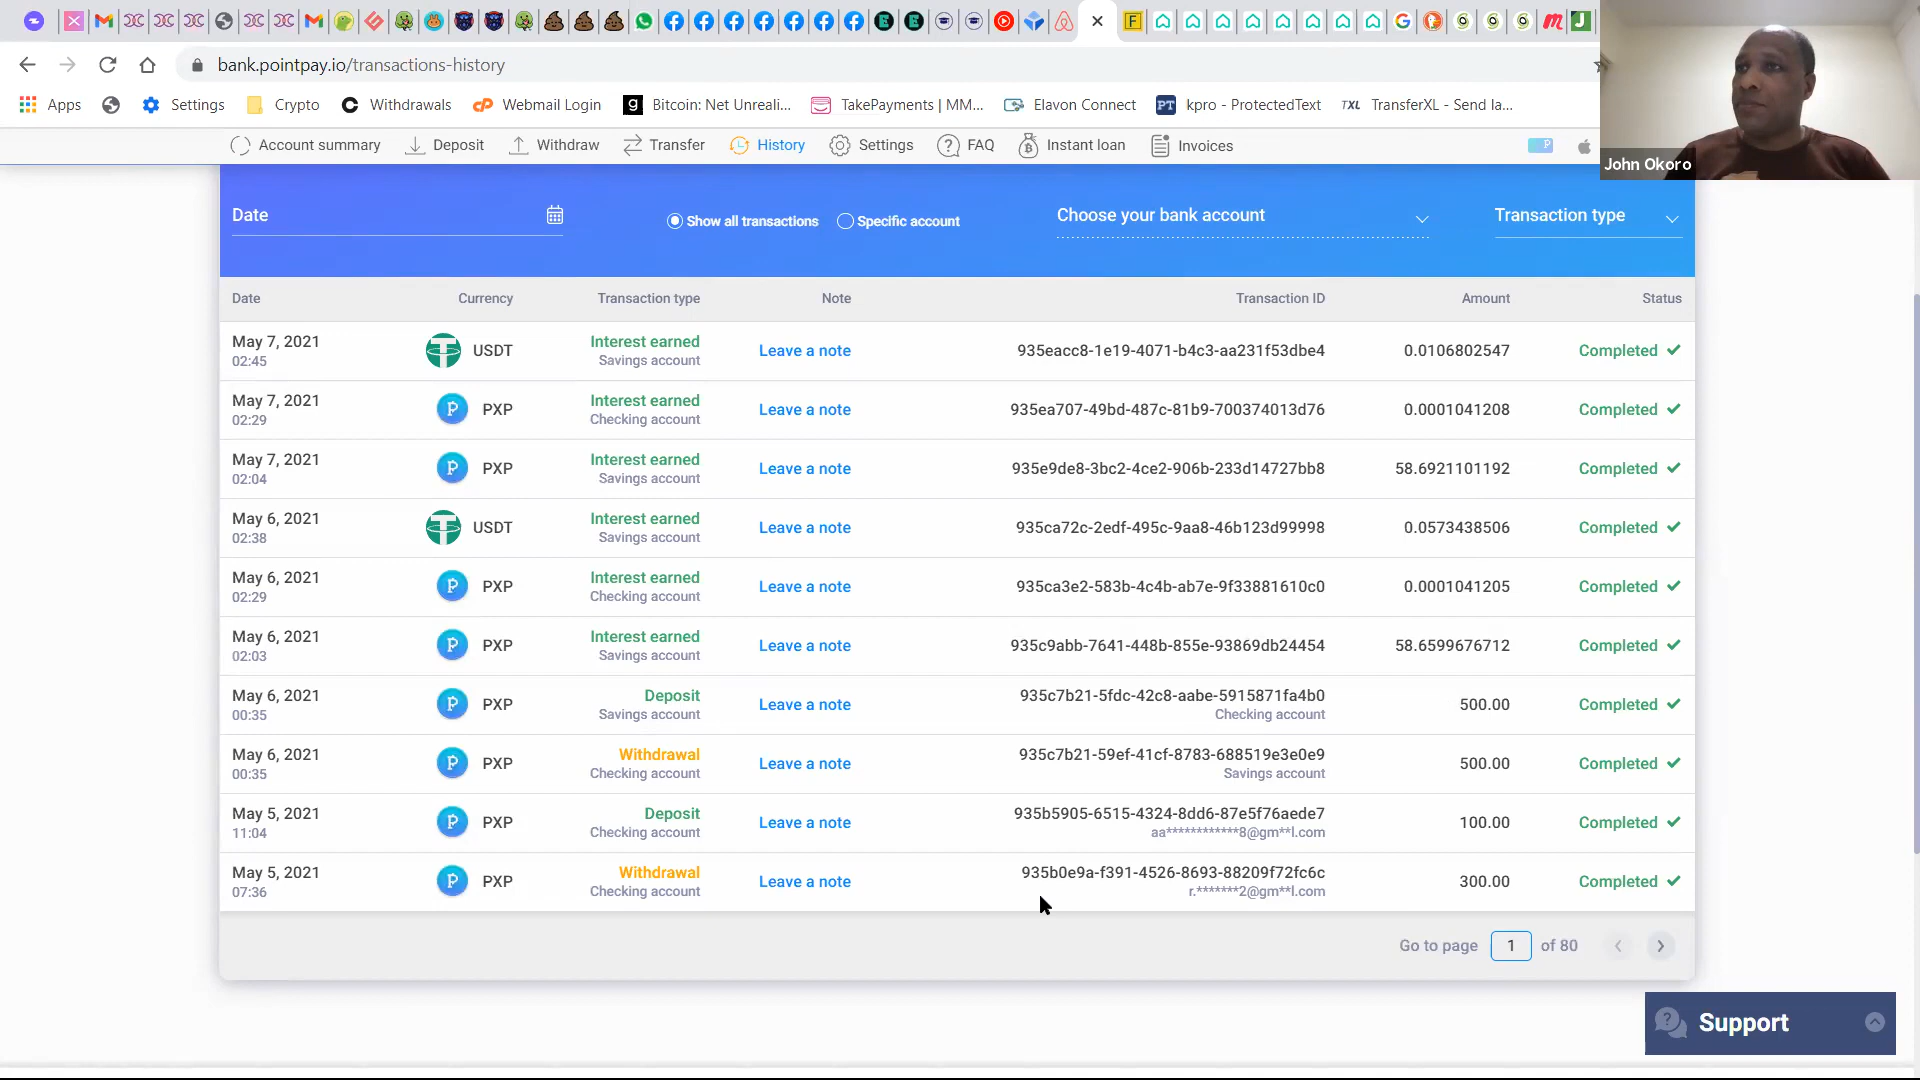 bank.pointpay.io/transactions-history
Apps Settings Crypto Withdrawals Webmail Login Bitcoin: Net Unreali... TakePayments | MM... Elavon Connect kpro - ProtectedText TransferXL - Send la...
Account summary Deposit Withdraw Transfer History Settings FAQ Instant loan Invoices
John Okoro
Date Show all transactions Specific account Choose your bank account Transaction type
Date Currency Transaction type Note Transaction ID Amount Status
May 7, 2021 Interest earned
USDT Leave a note 935eacc8-1e19-4071-b4c3-aa231f53dbe4 0.0106802547 Completed
02:45 Savings account
May 7, 2021 Interest earned
PXP Leave a note 935ea707-49bd-487c-81b9-700374013d76 0.0001041208 Completed
02:29 Checking account
May 7, 2021 Interest earned
PXP Leave a note 935e9de8-3bc2-4ce2-906b-233d14727bb8 58.6921101192 Completed
02:04 Savings account
May 6, 2021 Interest earned
USDT Leave a note 935ca72c-2edf-495c-9aa8-46b123d99998 0.0573438506 Completed
02:38 Savings account
May 6, 2021 Interest earned
PXP Leave a note 935ca3e2-583b-4c4b-ab7e-9f33881610c0 0.0001041205 Completed
02:29 Checking account
May 6, 2021 Interest earned
PXP Leave a note 935c9abb-7641-448b-855e-93869db24454 58.6599676712 Completed
02:03 Savings account
May 6, 2021 Deposit 935c7b21-5fdc-42c8-aabe-5915871fa4b0
PXP Leave a note 500.00 Completed
00:35 Savings account Checking account
May 6, 2021 Withdrawal 935c7b21-59ef-41cf-8783-688519e3e0e9
PXP Leave a note 500.00 Completed
00:35 Checking account Savings account
May 5, 2021 Deposit 935b5905-6515-4324-8dd6-87e5f76aede7
PXP Leave a note 100.00 Completed
11:04 Checking account aa************8@gm**l.com
May 5, 2021 Withdrawal 935b0e9a-f391-4526-8693-88209f72fc6c
PXP Leave a note 300.00 Completed
07:36 Checking account r.*******2@gm**l.com
Go to page 1 of 80
Support